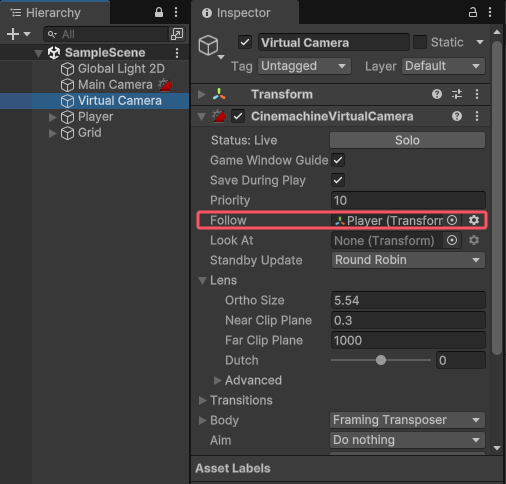 Hierarchy
All
SampleScene
Global Light 2D
Main Camera
Virtual Camera
Player
Grid
Inspector
Virtual Camera
Static
Tag Untagged Layer Default
Transform
CinemachineVirtualCamera
Status: Live Solo
Game Window Guide
Save During Play
Priority 10
Follow Player (Transform
Look At None (Transform)
Standby Update Round Robin
Lens
Ortho Size 5.54
Near Clip Plane 0.3
Far Clip Plane 1000
Dutch 0
Advanced
Transitions
Body Framing Transposer
Aim Do nothing
Asset Labels